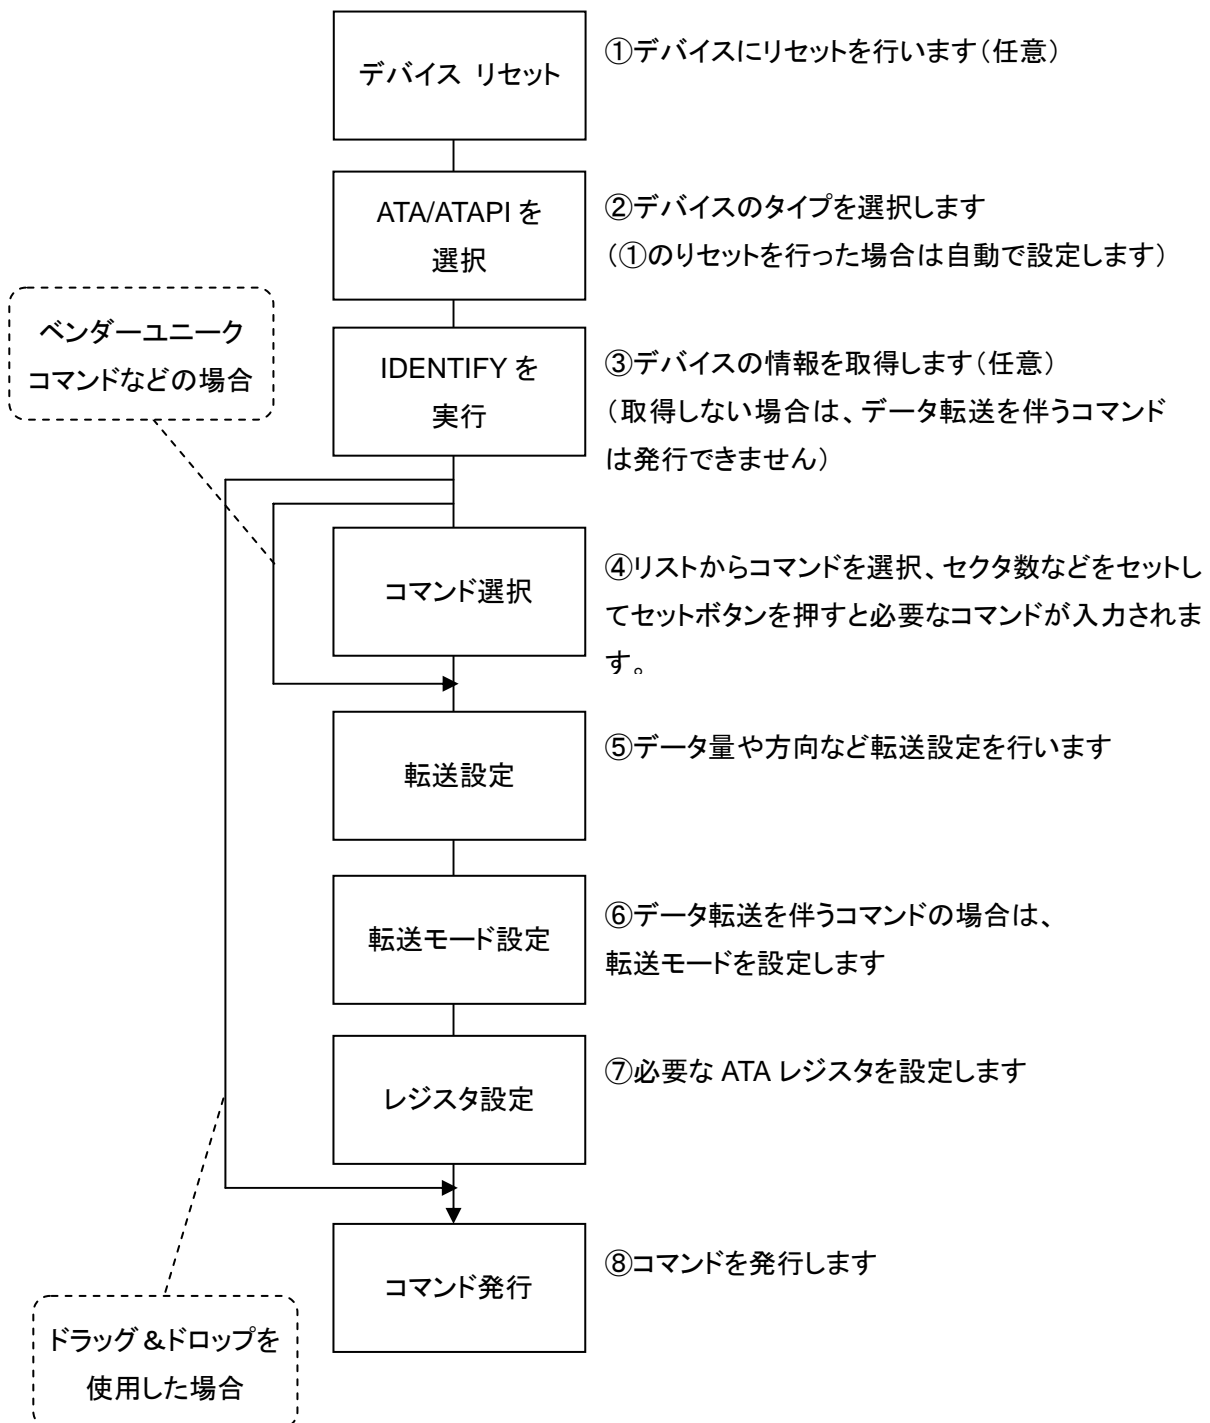 デバイス リセット
①デバイスにリセットを行います(任意)
ATA/ATAPI を
選択
②デバイスのタイプを選択します
(①のりセットを行った場合は自動で設定します)
ベンダーユニーク
コマンドなどの場合
IDENTIFY を
実行
③デバイスの情報を取得します(任意)
(取得しない場合は、データ転送を伴うコマンド
は発行できません)
コマンド選択
④リストからコマンドを選択、セクタ数などをセットし
てセットボタンを押すと必要なコマンドが入力されま
す。
転送設定
⑤データ量や方向など転送設定を行います
転送モード設定
⑥データ転送を伴うコマンドの場合は、
転送モードを設定します
レジスタ設定
⑦必要な ATA レジスタを設定します
コマンド発行
⑧コマンドを発行します
ドラッグ&ドロップを
使用した場合